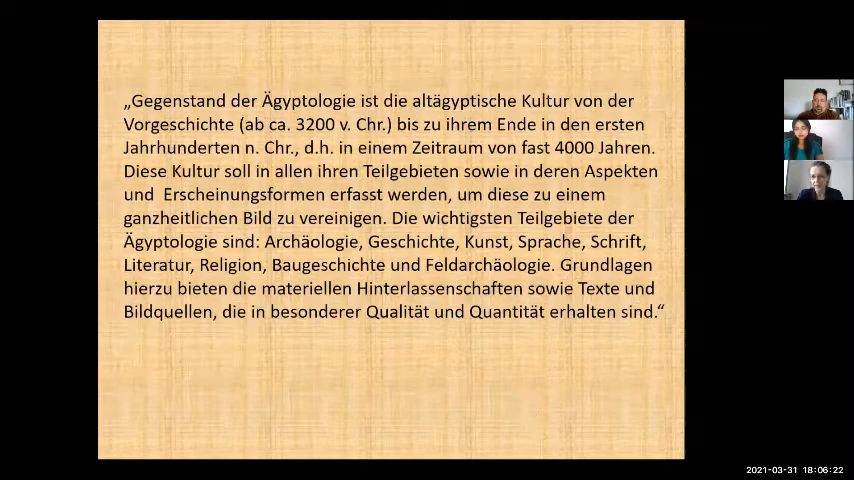 „Gegenstand der Ägyptologie ist die altägyptische Kultur von der
Vorgeschichte (ab ca. 3200 v. Chr.) bis zu ihrem Ende in den ersten
Jahrhunderten n. Chr., d.h. in einem Zeitraum von fast 4000 Jahren.
Diese Kultur soll in allen ihren Teilgebieten sowie in deren Aspekten
und  Erscheinungsformen erfasst werden, um diese zu einem
ganzheitlichen Bild zu vereinigen. Die wichtigsten Teilgebiete der
Ägyptologie sind: Archäologie, Geschichte, Kunst, Sprache, Schrift,
Literatur, Religion, Baugeschichte und Feldarchäologie. Grundlagen
hierzu bieten die materiellen Hinterlassenschaften sowie Texte und
Bildquellen, die in besonderer Qualität und Quantität erhalten sind.“
2021-03-31 18:06:22